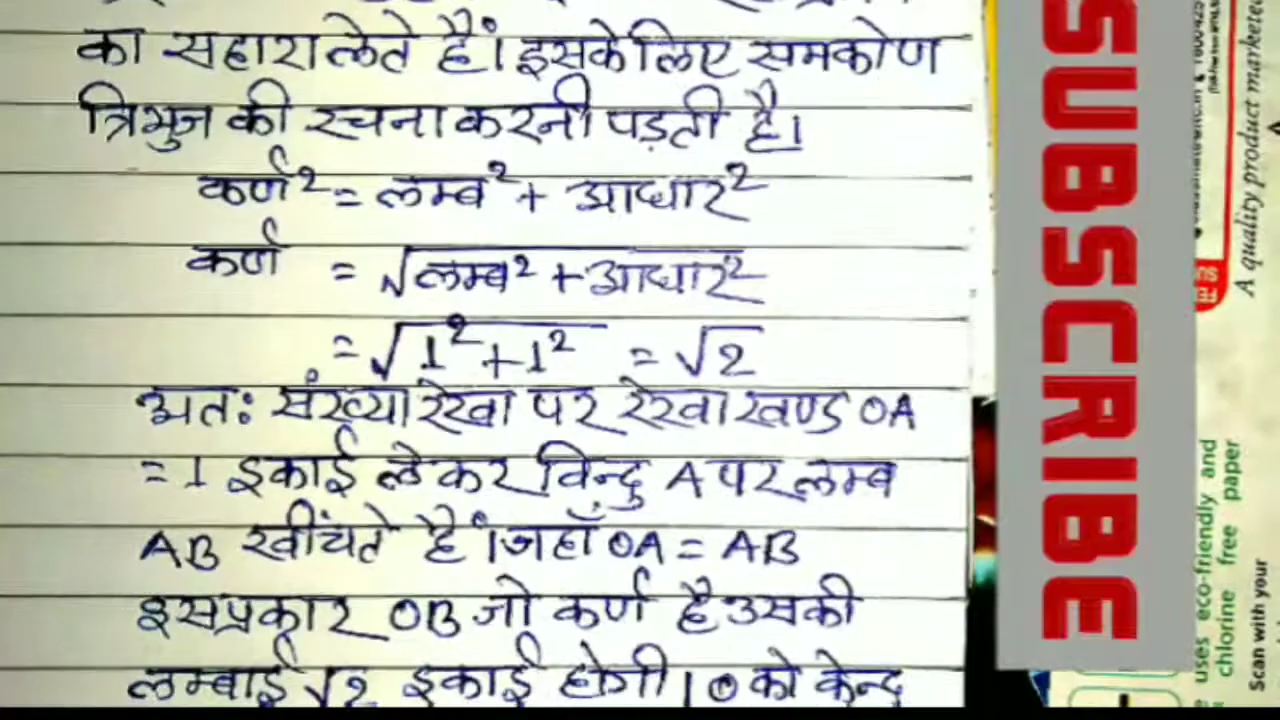 का सहारा लेते हैं। इसके लिए समकोण
त्रिभुज की रचना करनी पड़ती है।
कर्ण² = लम्ब² + आधार²
कर्ण = √लम्ब² + आधार²
= √1² + 1² = √2
अतः संख्या रेखा पर रेखाखण्ड OA
= 1 इकाई लेकर विन्दु A पर लम्ब
AB खींचते हैं। जहाँ OA = AB
इसप्रकार OB जो कर्ण है उसकी
लम्बाई √2 इकाई होगी। O को केन्द्र
SUBSCRIBE
A quality product marketed
uses eco-friendly and
chlorine free paper
Scan with your